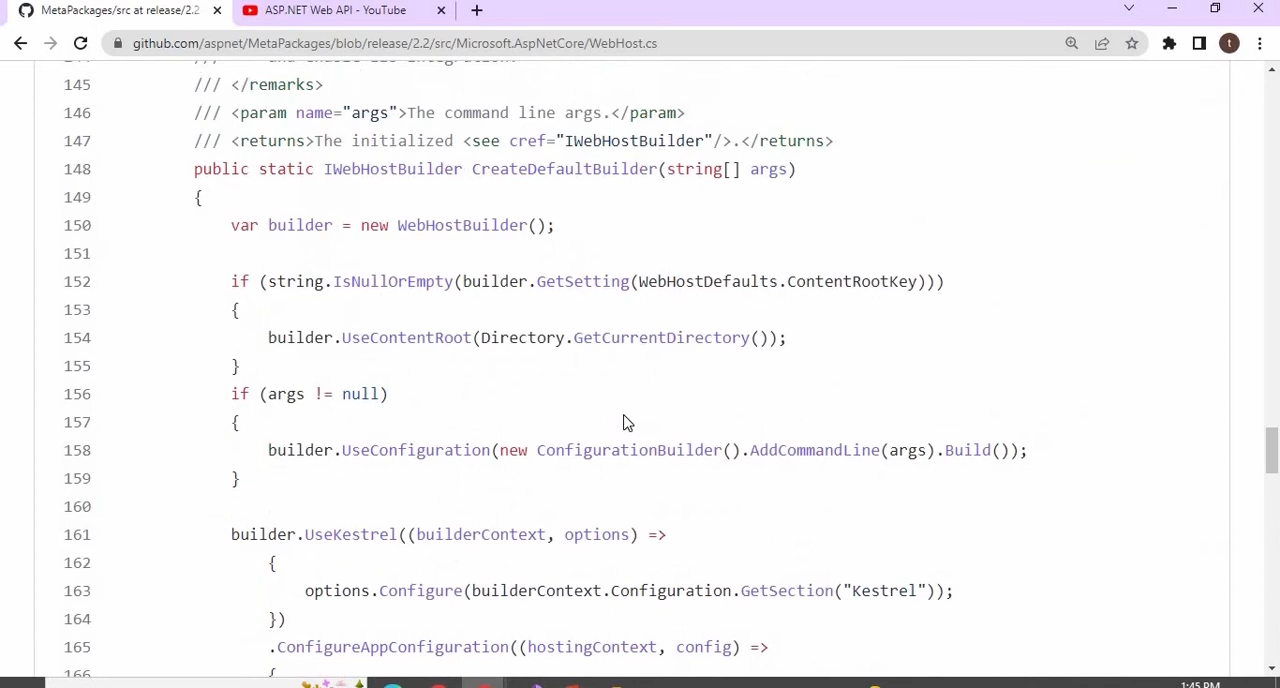 MetaPackages/src at release/2.2
ASP.NET Web API - YouTube
github.com/aspnet/MetaPackages/blob/release/2.2/src/Microsoft.AspNetCore/WebHost.cs
t
145 /// </remarks>
146 /// <param name="args">The command line args.</param>
147 /// <returns>The initialized <see cref="IWebHostBuilder"/>.</returns>
148 public static IWebHostBuilder CreateDefaultBuilder(string[] args)
149 {
150 var builder = new WebHostBuilder();
151
152 if (string.IsNullOrEmpty(builder.GetSetting(WebHostDefaults.ContentRootKey)))
153 {
154 builder.UseContentRoot(Directory.GetCurrentDirectory());
155 }
156 if (args != null)
157 {
158 builder.UseConfiguration(new ConfigurationBuilder().AddCommandLine(args).Build());
159 }
160
161 builder.UseKestrel((builderContext, options) =>
162 {
163 options.Configure(builderContext.Configuration.GetSection("Kestrel"));
164 })
165 .ConfigureAppConfiguration((hostingContext, config) =>
166 {
1:45 PM